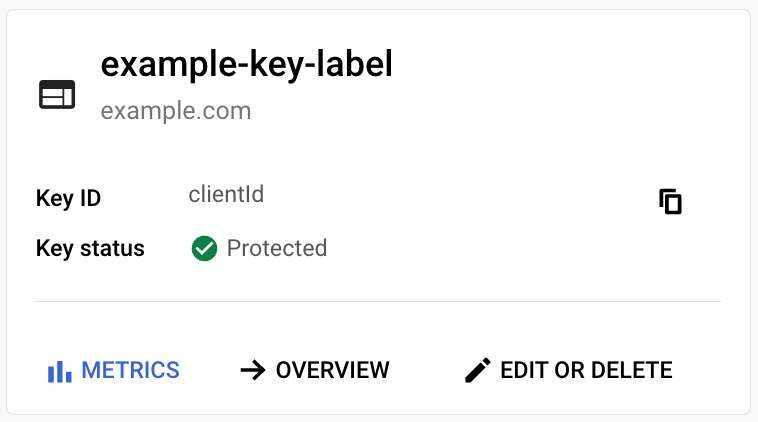 example-key-label
example.com
Key ID clientId
Key status Protected
METRICS OVERVIEW EDIT OR DELETE